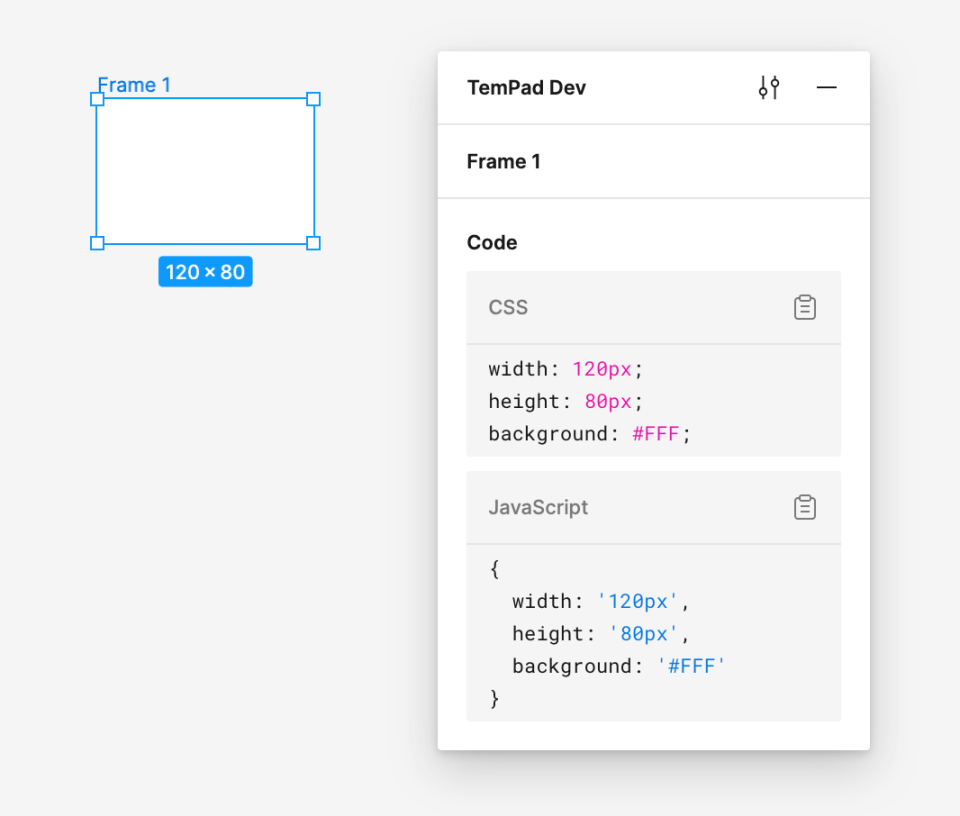 Frame 1
120 × 80
TemPad Dev
Frame 1
Code
CSS
width: 120px;
height: 80px;
background: #FFF;
JavaScript
{
  width: '120px',
  height: '80px',
  background: '#FFF'
}